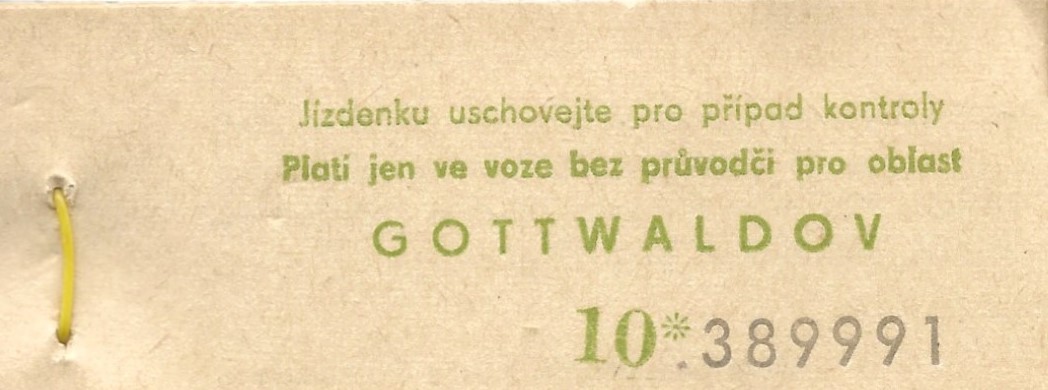 Jízdenku uschovejte pro případ kontroly
Platí jen ve voze bez průvodčí pro oblast
GOTTWALDOV
10*.389991